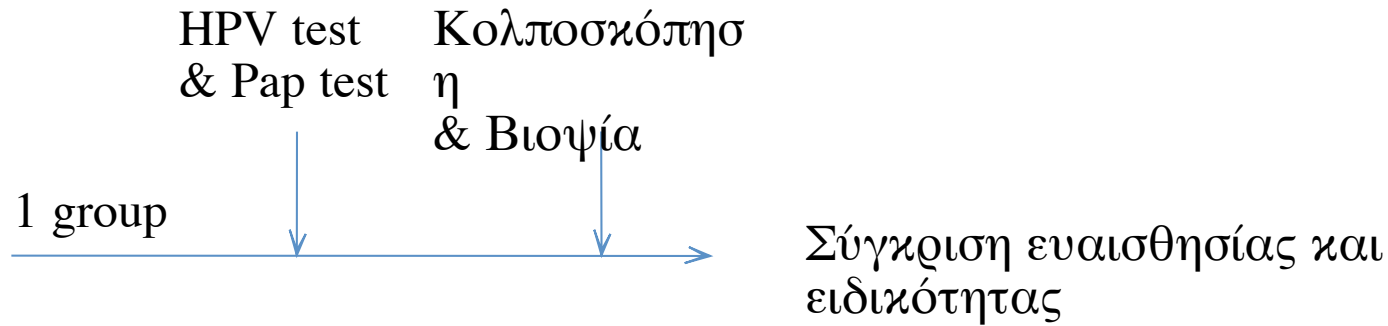 HPV test
& Pap test
Κολποσκόπησ
η
& Βιοψία
1 group
Σύγκριση ευαισθησίας και
ειδικότητας